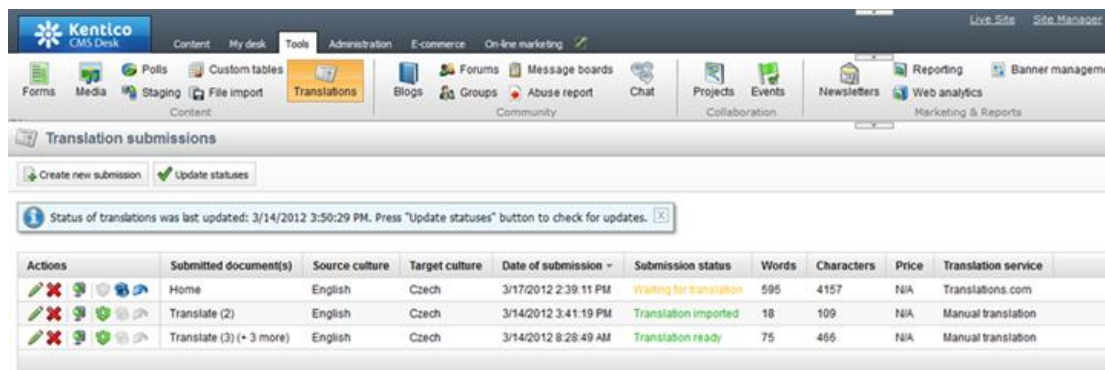 Live Site Site Manager
Kentico
CMS Desk
Content My desk Tools Administration E-commerce On-line marketing
Polls Custom tables Forums Message boards Reporting Banner manageme
Forms Media Staging File import Translations Blogs Groups Abuse report Chat Projects Events Newsletters Web analytics
Content Community Collaboration Marketing & Reports
Translation submissions
Create new submission Update statuses
Status of translations was last updated: 3/14/2012 3:50:29 PM. Press "Update statuses" button to check for updates. X
Actions Submitted document(s) Source culture Target culture Date of submission Submission status Words Characters Price Translation service
Home English Czech 3/17/2012 2:39:11 PM Waiting for translation 595 4157 N/A Translations.com
Translate (2) English Czech 3/14/2012 3:41:19 PM Translation imported 18 109 N/A Manual translation
Translate (3) (+ 3 more) English Czech 3/14/2012 8:28:49 AM Translation ready 75 466 N/A Manual translation